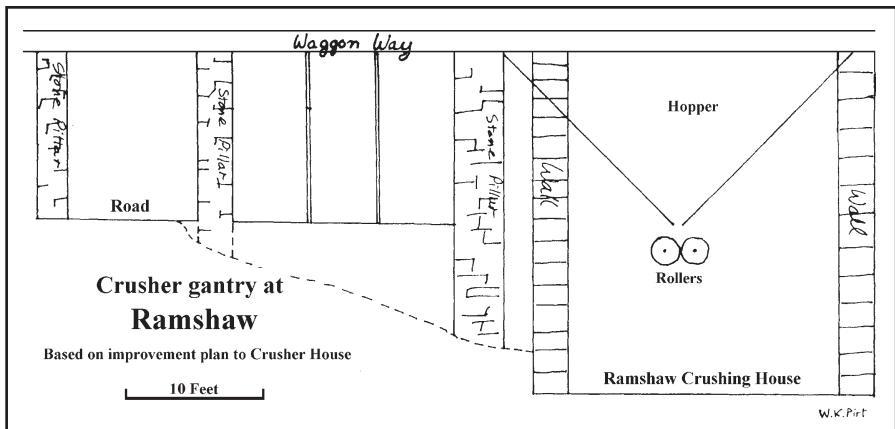 Waggon Way
Stone Pillar
Stone Pillar
Stone Pillar
Wall
Hopper
Wall
Road
Rollers
Crusher gantry at
Ramshaw
Based on improvement plan to Crusher House
10 Feet
Ramshaw Crushing House
W.K.Pirt